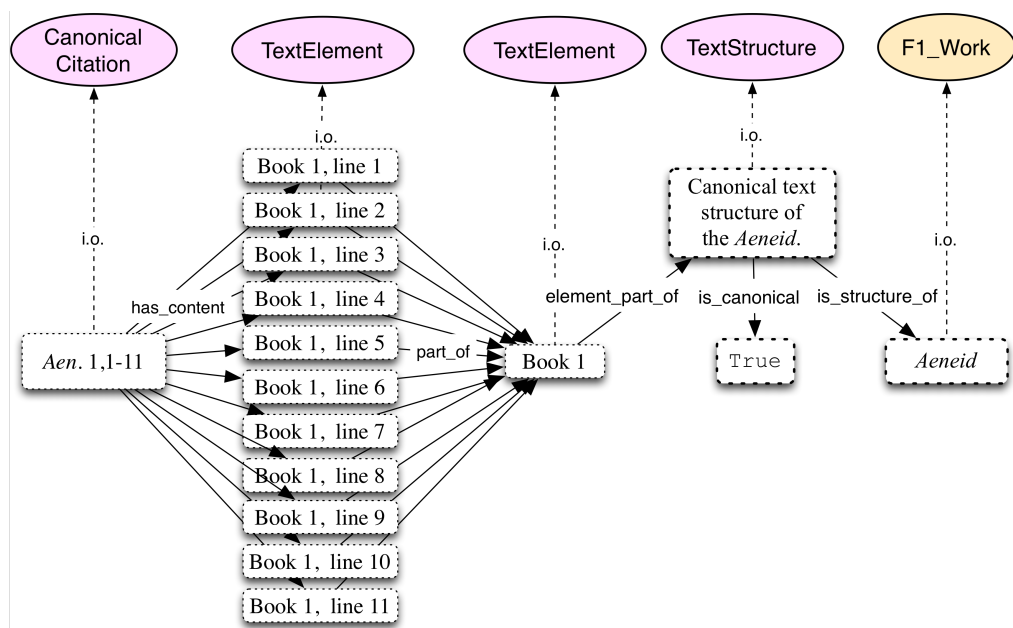 Canonical
Citation
TextElement
TextElement
TextStructure
F1_Work
i.o.
i.o.
i.o.
i.o.
i.o.
Book 1, line 1
Book 1, line 2
Book 1, line 3
Book 1, line 4
Book 1, line 5
Book 1, line 6
Book 1, line 7
Book 1, line 8
Book 1, line 9
Book 1, line 10
Book 1, line 11
has_content
Aen. 1,1-11
part_of
Book 1
element_part_of
Canonical text
structure of
the Aeneid.
is_canonical
is_structure_of
True
Aeneid